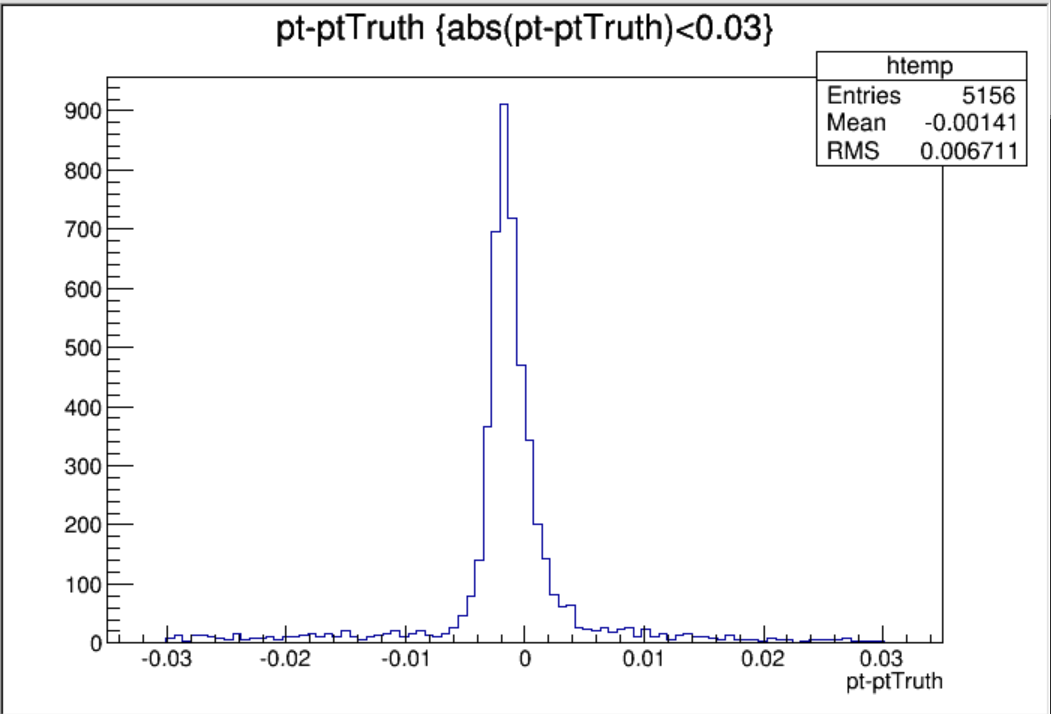 pt-ptTruth {abs(pt-ptTruth)<0.03}
htemp
Entries 5156
Mean -0.00141
RMS 0.006711
900
800
700
600
500
400
300
200
100
0
-0.03 -0.02 -0.01 0 0.01 0.02 0.03
pt-ptTruth